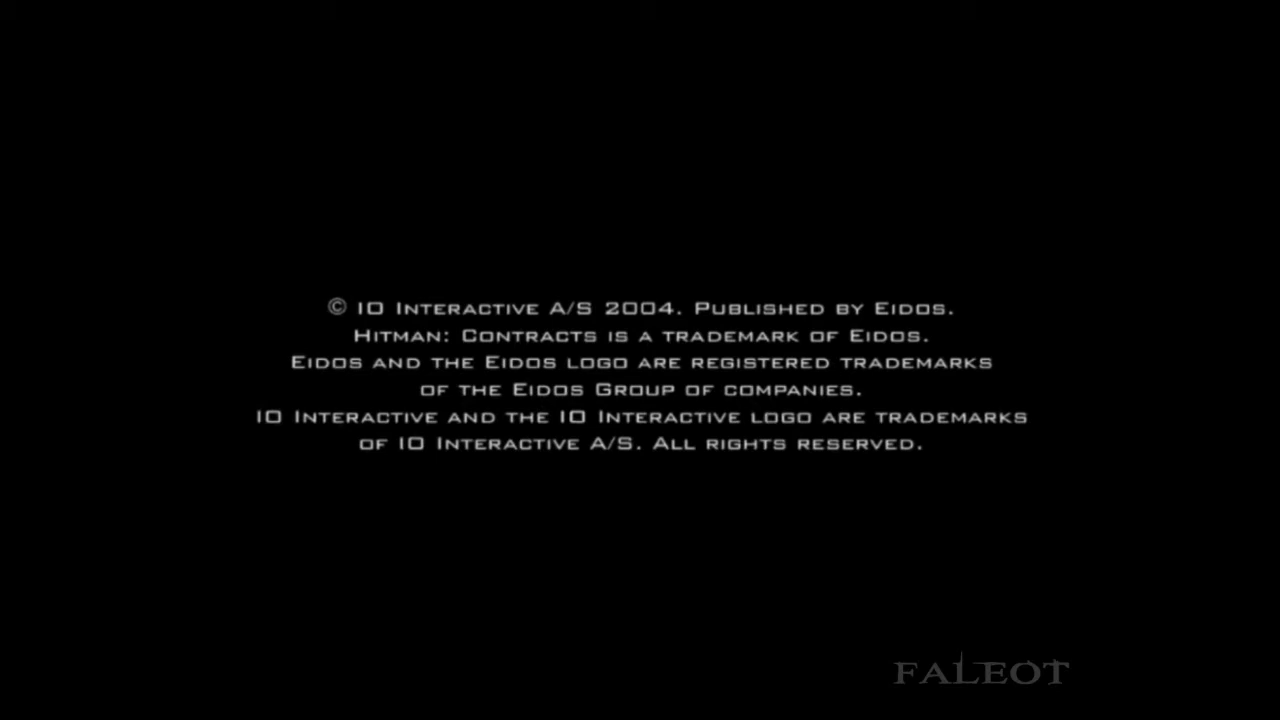 © IO Interactive A/S 2004. Published by Eidos.
Hitman: Contracts is a trademark of Eidos.
Eidos and the Eidos logo are registered trademarks
of the Eidos Group of companies.
IO Interactive and the IO Interactive logo are trademarks
of IO Interactive A/S. All rights reserved.
FALEOT